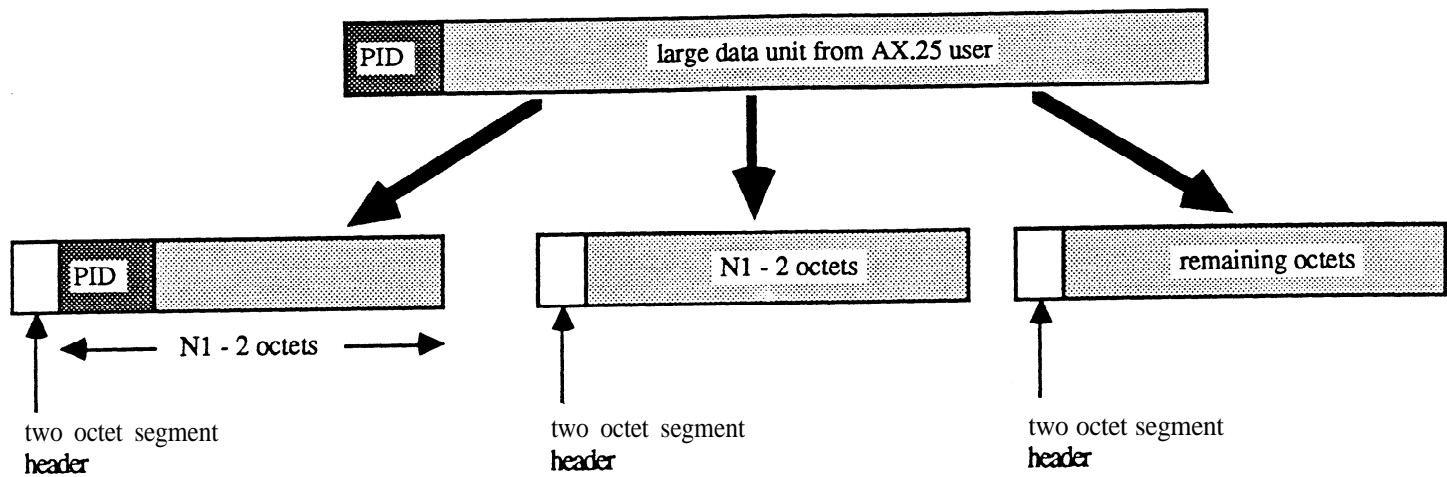 PID
large data unit from AX.25 user
PID
N1 - 2 octets
remaining octets
N1 - 2 octets
two octet segment
header
two octet segment
header
two octet segment
header